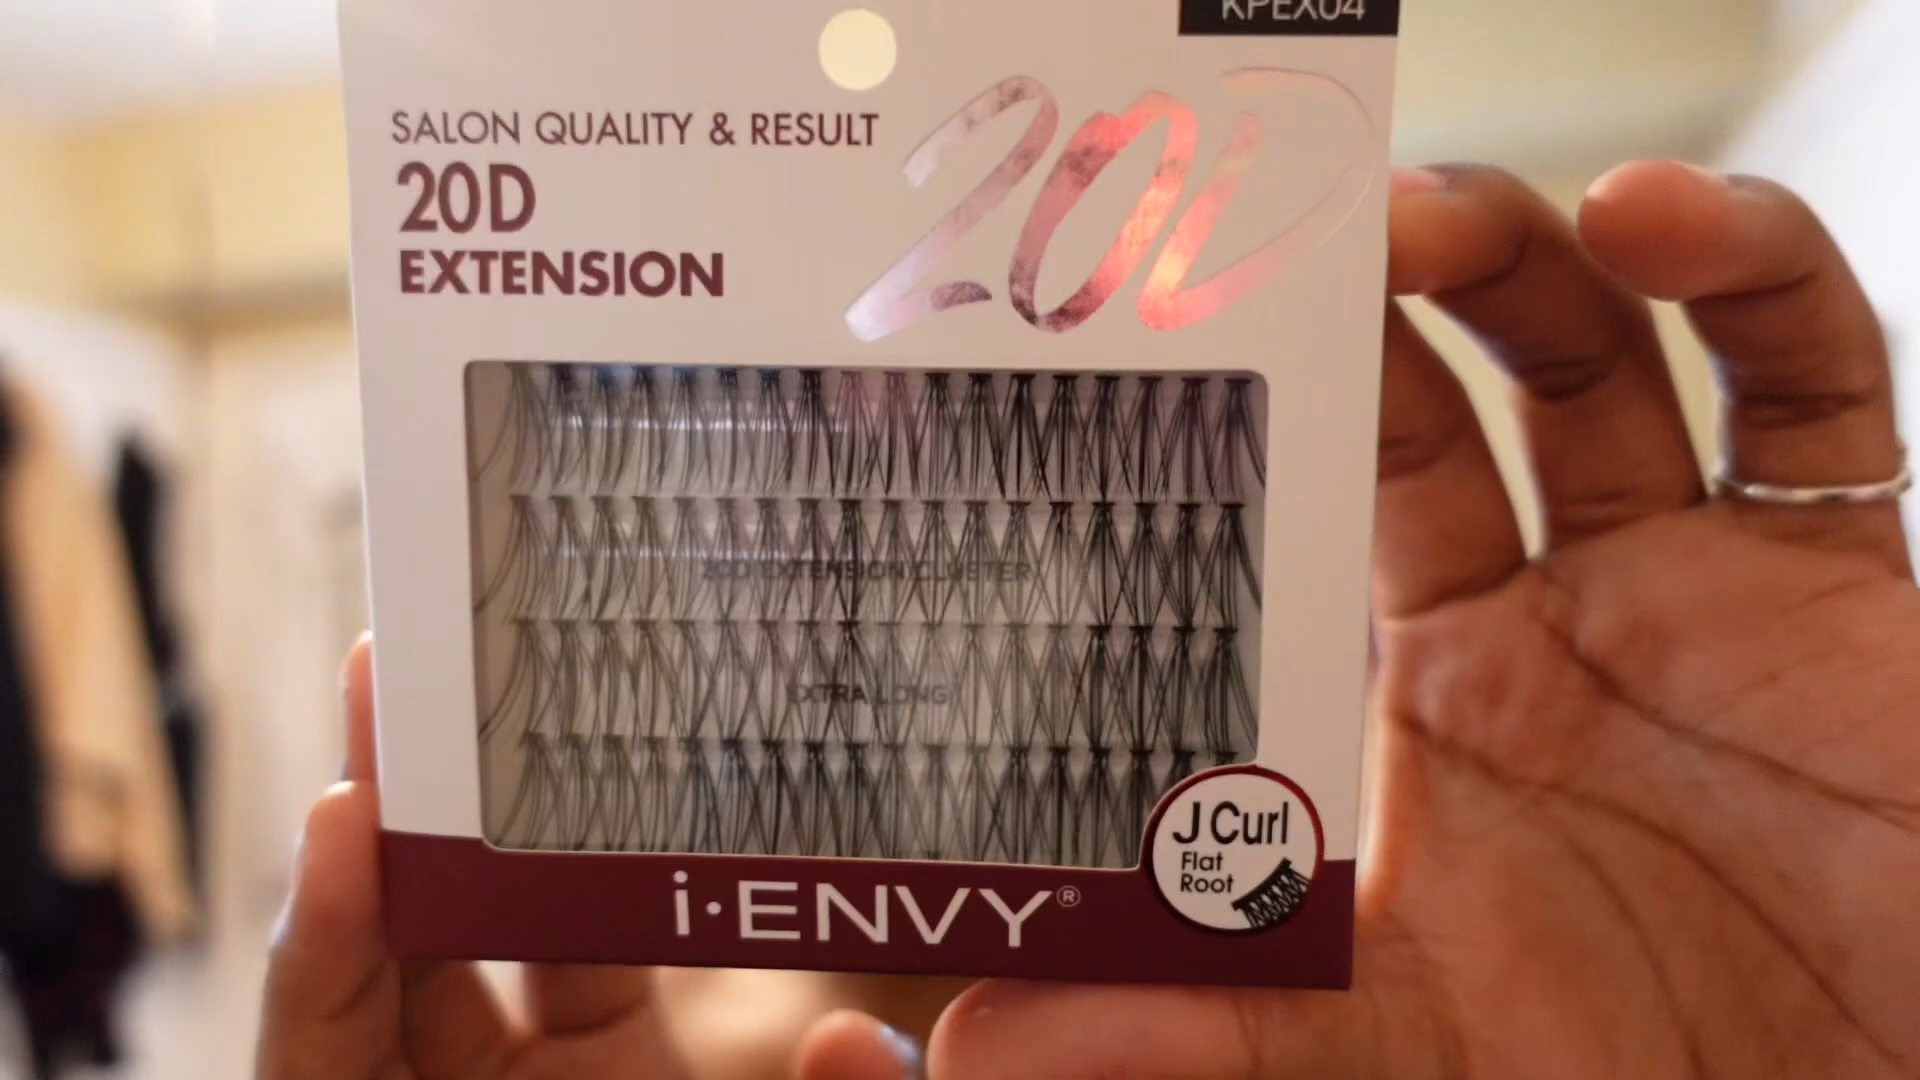 KPEX04
SALON QUALITY & RESULT
20D
20D
EXTENSION
20D EXTENSION CLUSTER
EXTRA LONG
J Curl
Flat
Root
i·ENVY®